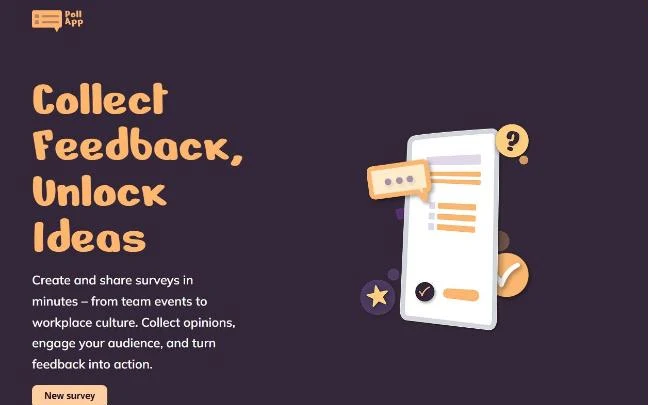 Poll
App
Collect
Feedback,
Unlock
Ideas
Create and share surveys in
minutes – from team events to
workplace culture. Collect opinions,
engage your audience, and turn
feedback into action.
New survey
?